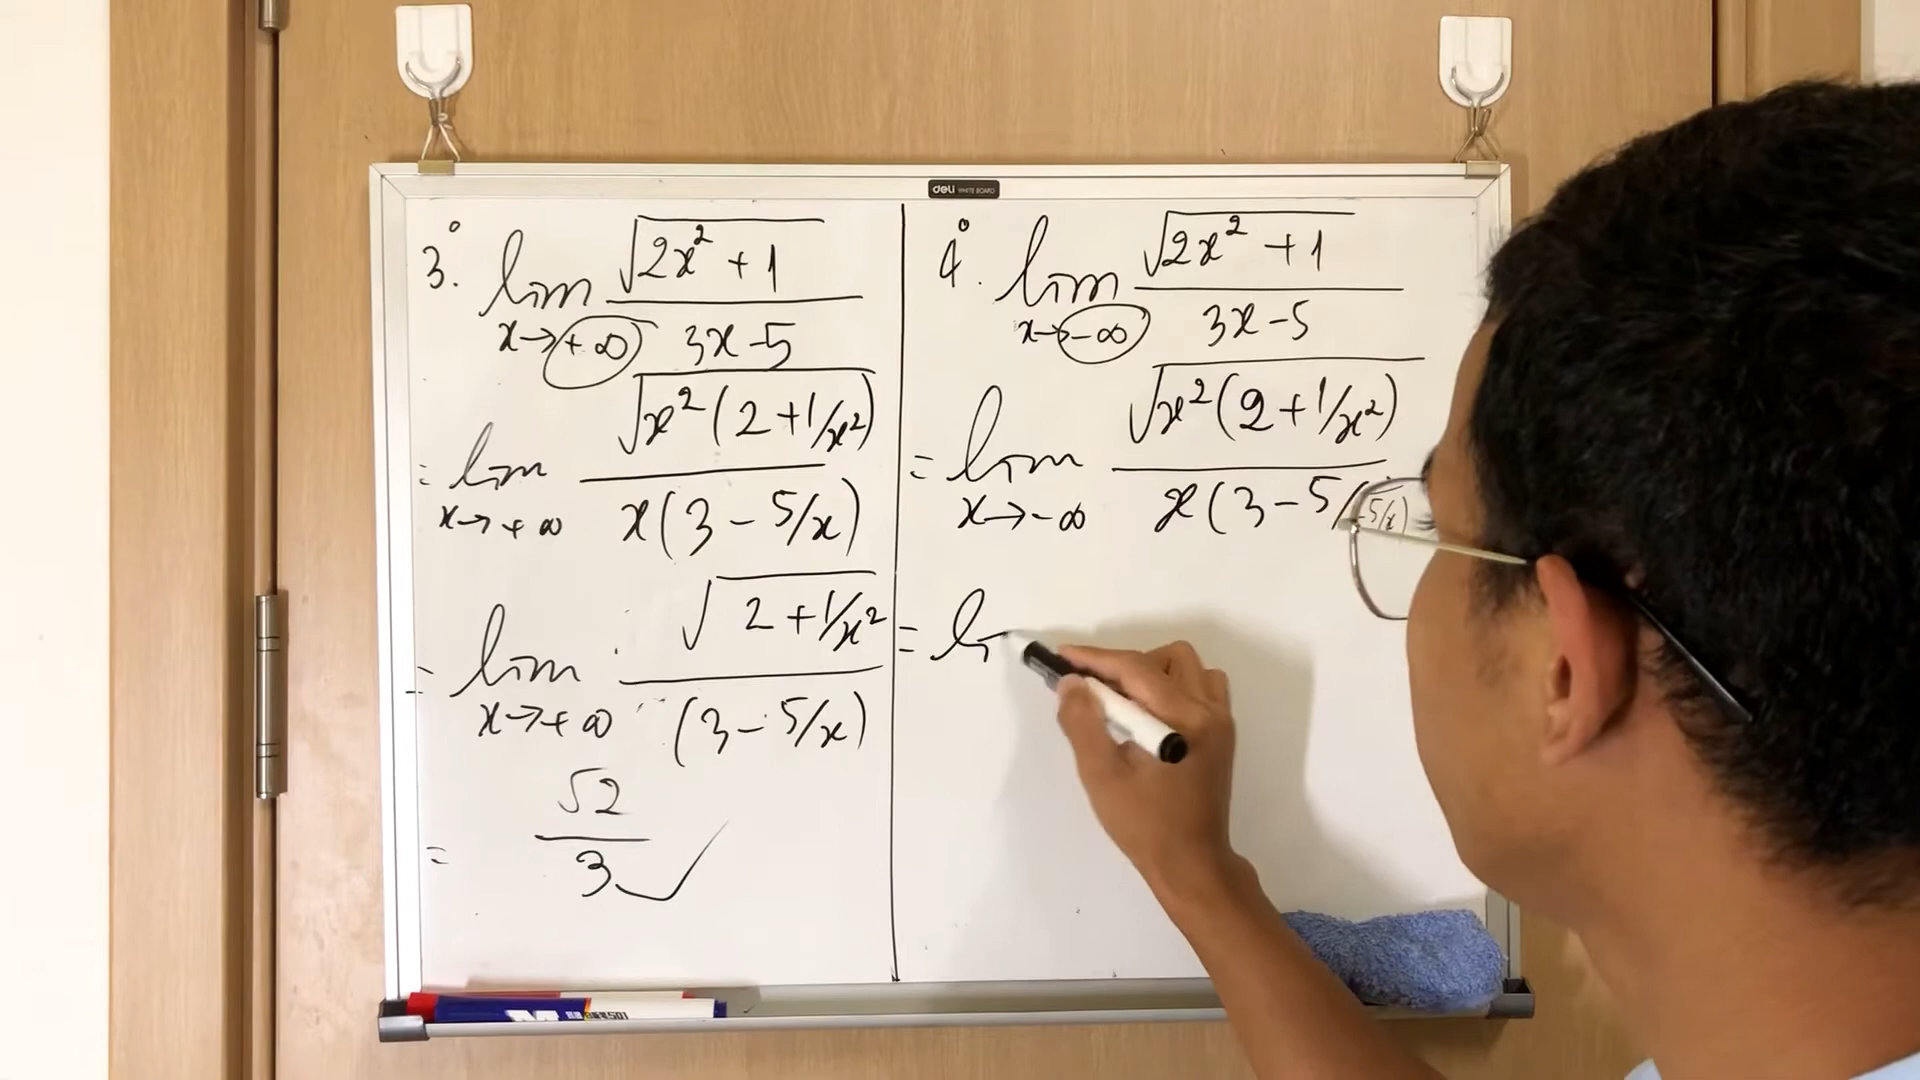 deli WHITE BOARD
3.° lim x→+∞ √(2x² + 1) / (3x - 5)
= lim x→+∞ √(x²(2 + 1/x²)) / x(3 - 5/x)
= lim x→+∞ √(2 + 1/x²) / (3 - 5/x)
= √2 / 3 ✓
4.° lim x→-∞ √(2x² + 1) / (3x - 5)
= lim x→-∞ √(x²(2 + 1/x²)) / x(3 - 5/x)
= li